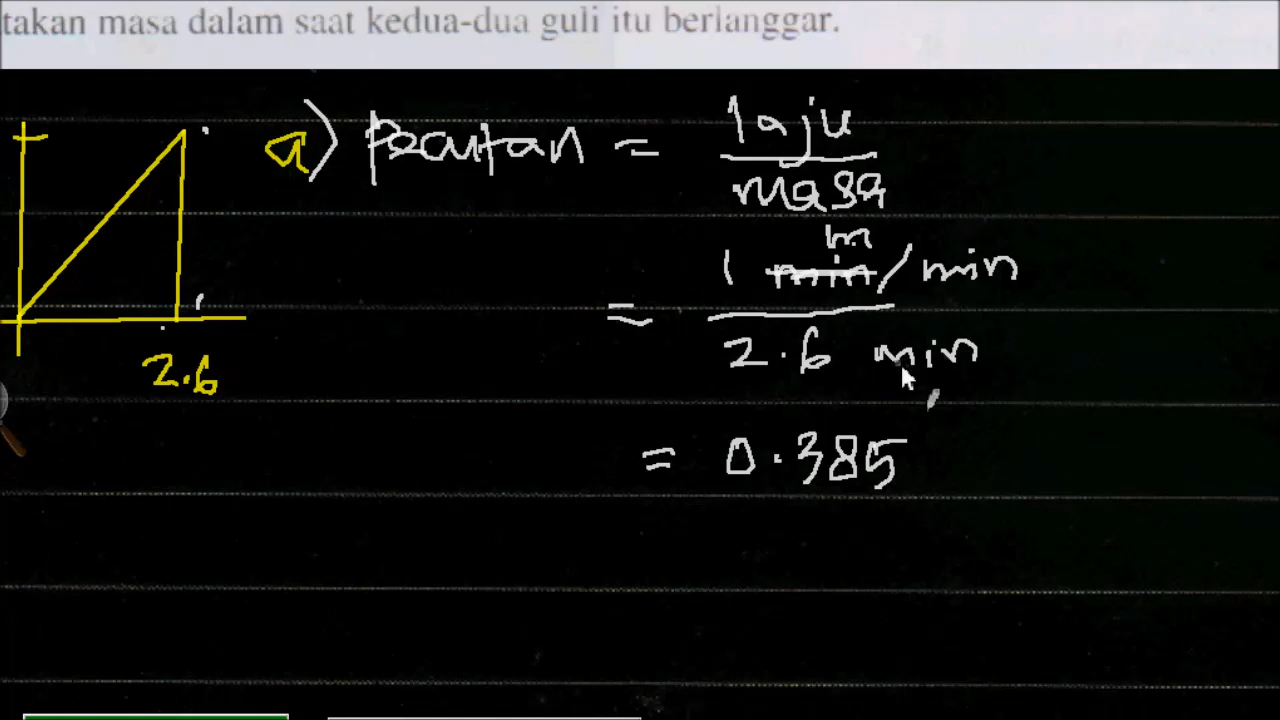 takan masa dalam saat kedua-dua guli itu berlanggar.
a) Pecutan = laju
masa
m
= 1 min / min
2.6 min
2.6
= 0.385